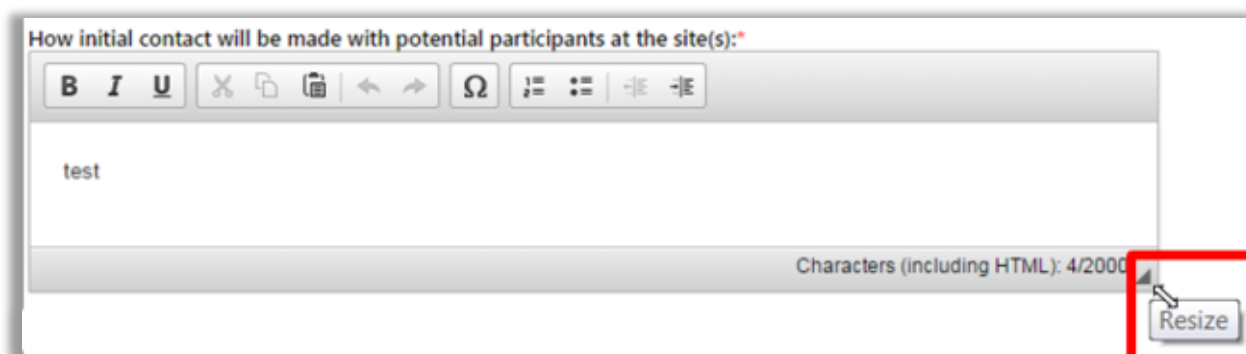 How initial contact will be made with potential participants at the site(s):*
B I U Ω
test
Characters (including HTML): 4/2000
Resize